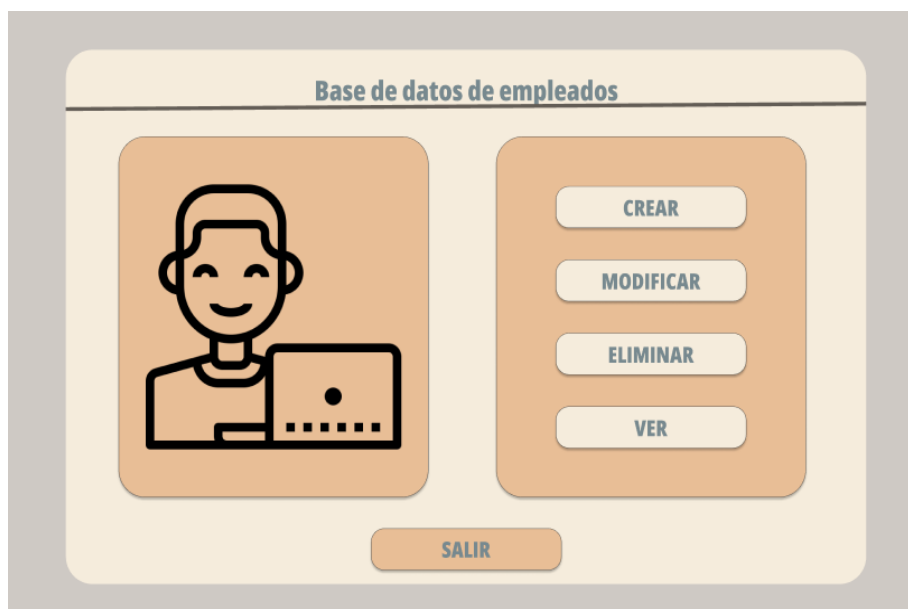 Base de datos de empleados
CREAR
MODIFICAR
ELIMINAR
VER
SALIR